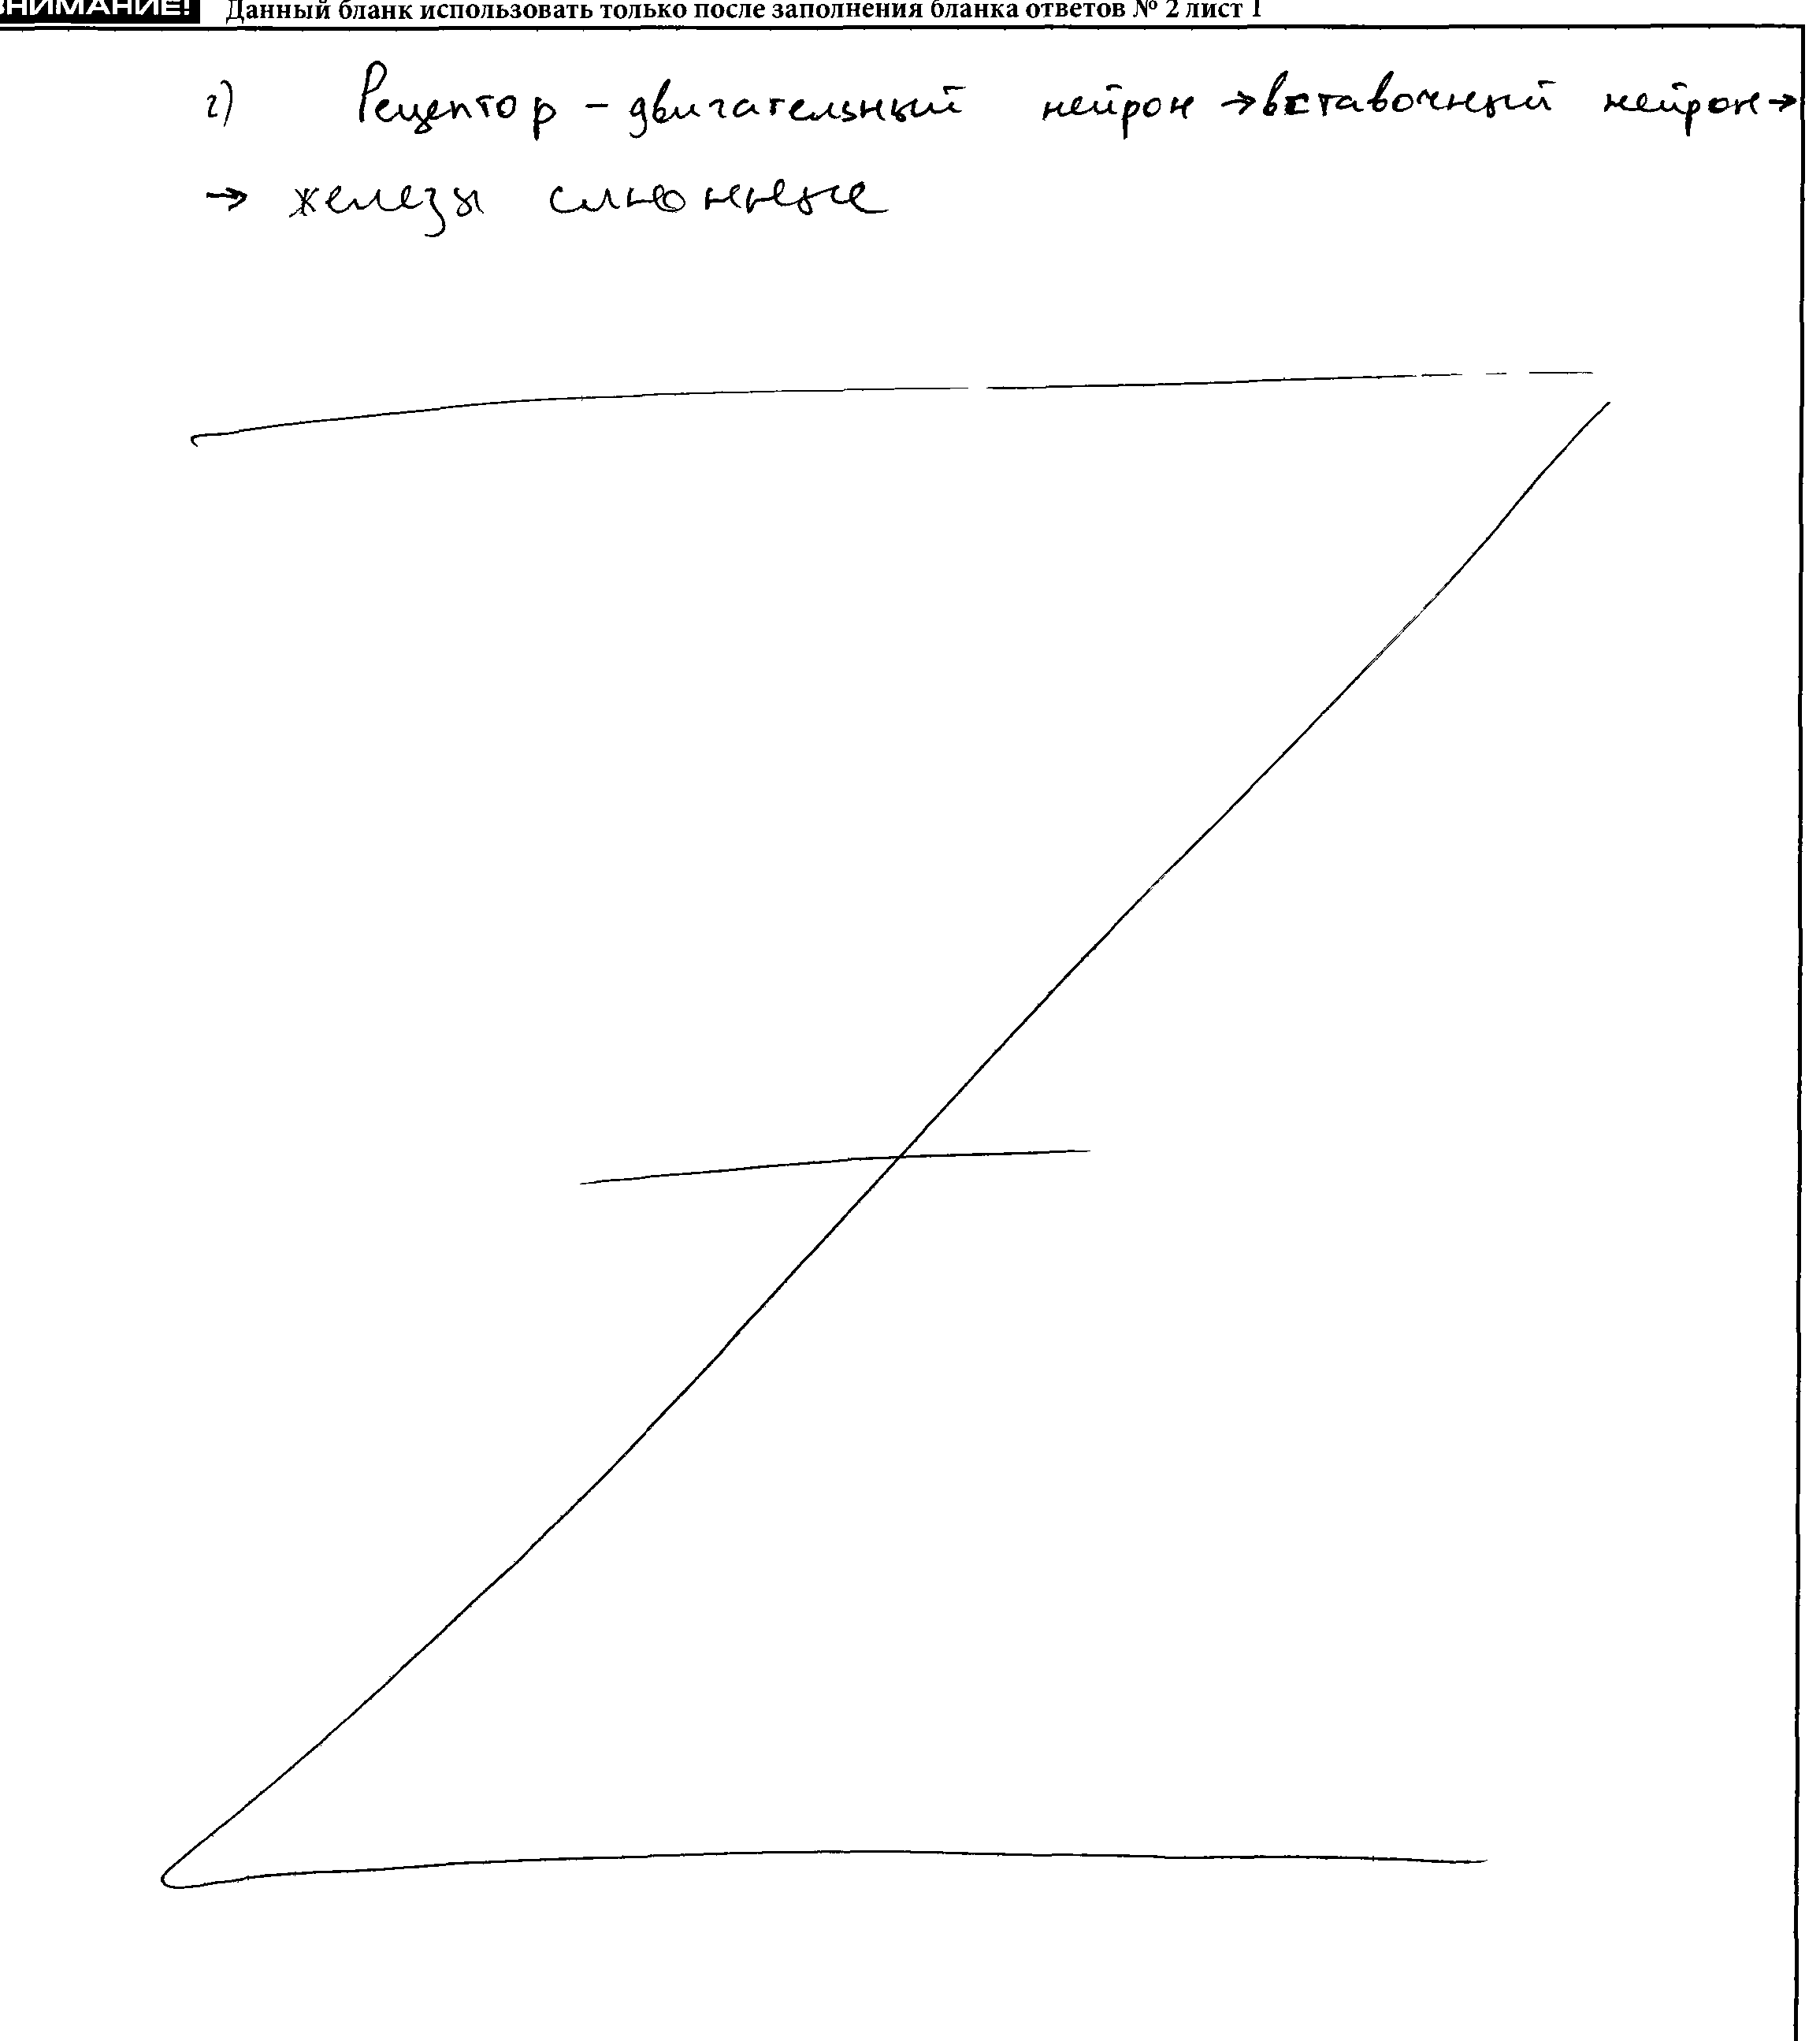 ВНИМАНИЕ! Данный бланк использовать только после заполнения бланка ответов № 2 лист 1
г) Рецептор – двигательный нейрон → вставочный нейрон →
→ железы слюнные